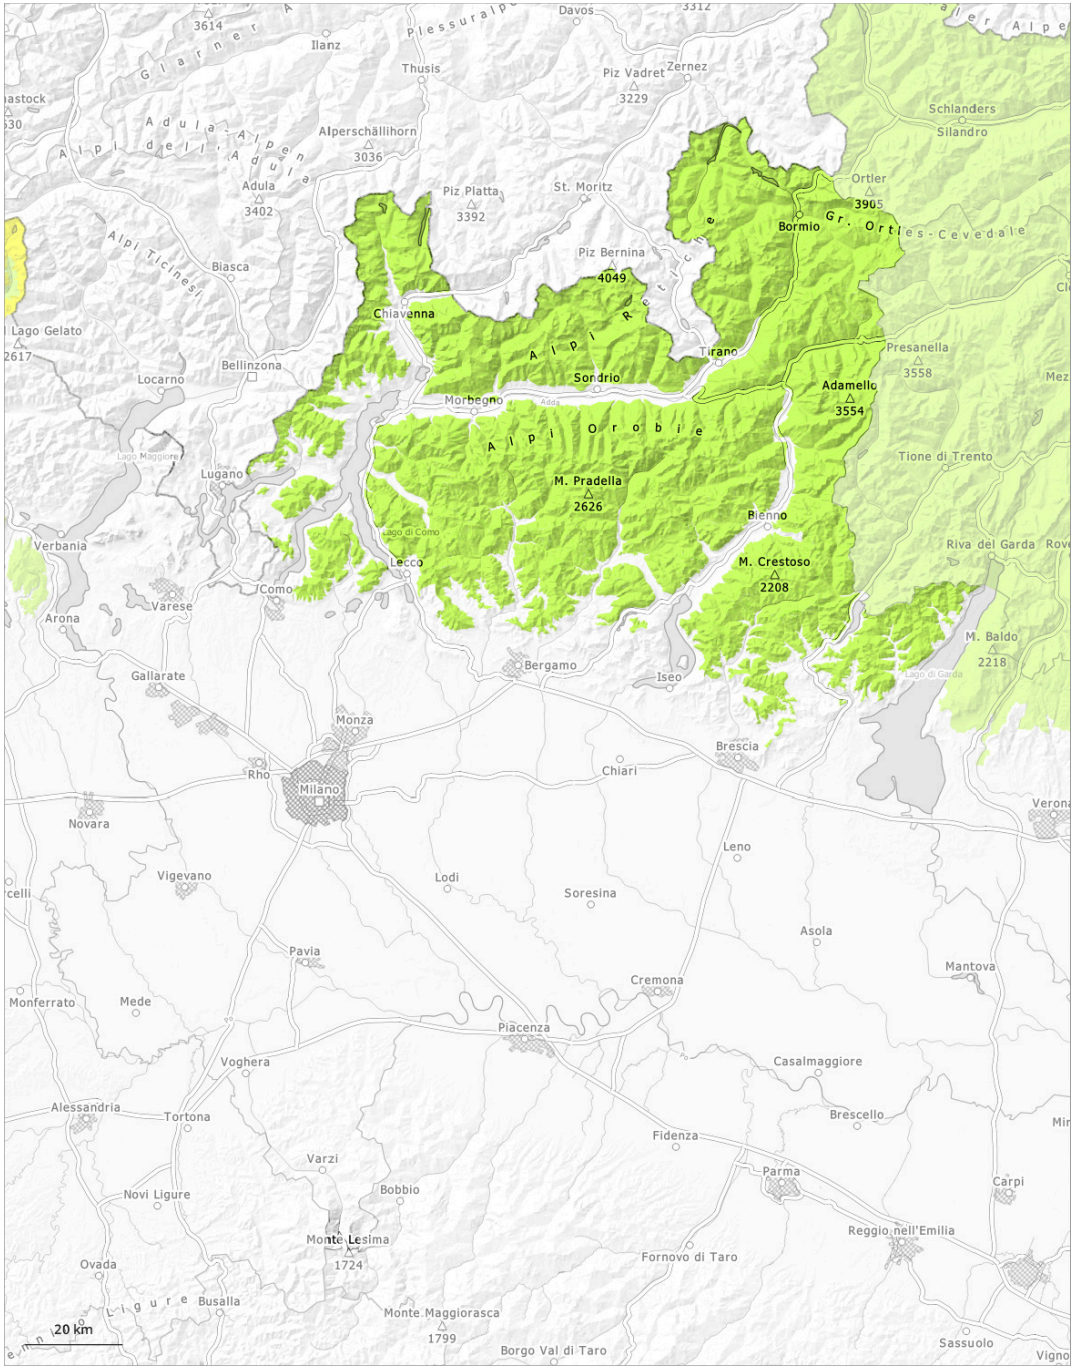 3614
Plessuralpe
Davos
3312
Ilanz
Glarner
Thusis
Piz Vadret
3229
Zernez
Schlanders
Silandro
Adula-Alpen
Alpi dell'Adula
Alperschällihorn
3036
Adula
3402
Piz Platta
3392
St. Moritz
Ortler
3905
Bormio
Gr. Ortles-Cevedale
Alpi Ticinesi
Biasca
Piz Bernina
4049
Chiavenna
Alpi Retiche
Lago Gelato
2617
Bellinzona
Locarno
Tirano
Presanella
3558
Sondrio
Adamello
3554
Morbegno
Adda
Alpi Orobie
Lago Maggiore
Lugano
Tione di Trento
M. Pradella
2626
Bienno
Lago di Como
Verbania
Riva del Garda
Lecco
M. Crestoso
2208
Como
Varese
Arona
M. Baldo
2218
Bergamo
Iseo
Lago di Garda
Gallarate
Monza
Brescia
Rho
Chiari
Milano
Novara
Verona
Leno
Vigevano
Lodi
Soresina
Asola
Pavia
Cremona
Mantova
Monferrato
Mede
Po
Piacenza
Po
Voghera
Casalmaggiore
Alessandria
Tortona
Brescello
Fidenza
Varzi
Parma
Bobbio
Carpi
Novi Ligure
Monte Lesima
1724
Reggio nell'Emilia
Fornovo di Taro
Ovada
Busalla
Ligure
Monte Maggiorasca
1799
20 km
Sassuolo
Borgo Val di Taro